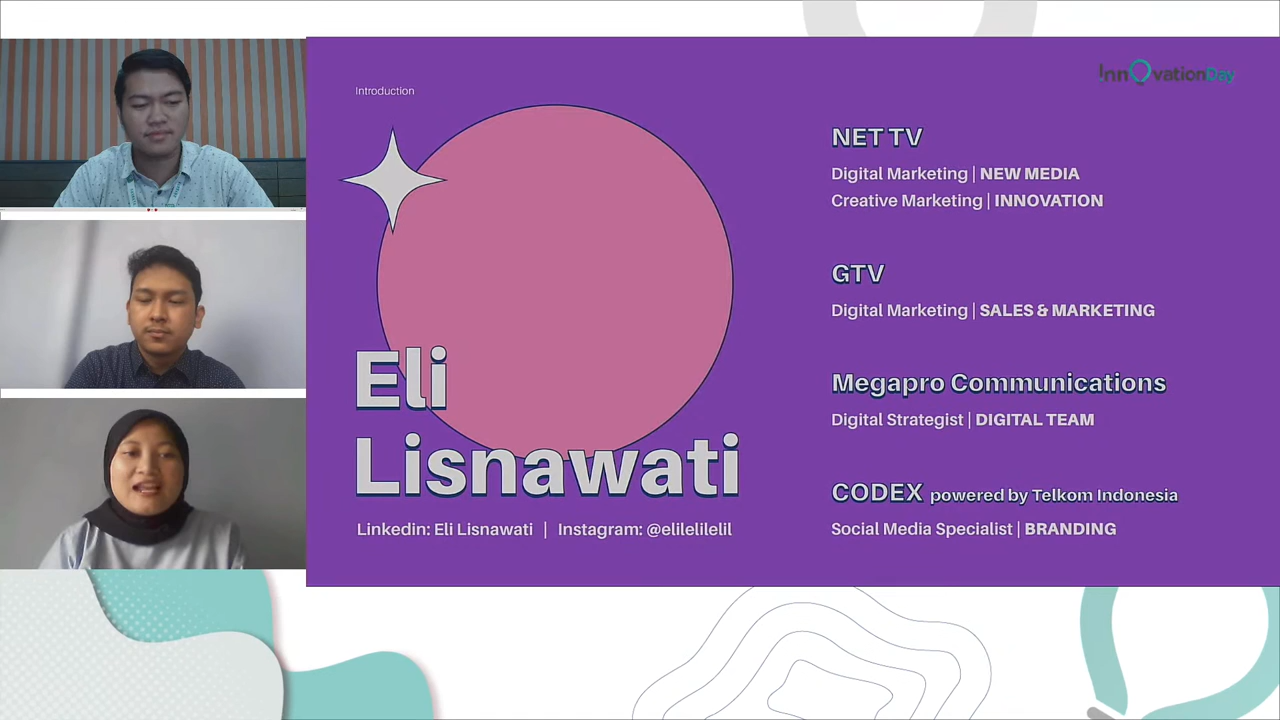 Introduction
Eli
Lisnawati
Linkedin: Eli Lisnawati | Instagram: @elilelilelil
InnOvationDay
NET TV
Digital Marketing | NEW MEDIA
Creative Marketing | INNOVATION
GTV
Digital Marketing | SALES & MARKETING
Megapro Communications
Digital Strategist | DIGITAL TEAM
CODEX powered by Telkom Indonesia
Social Media Specialist | BRANDING